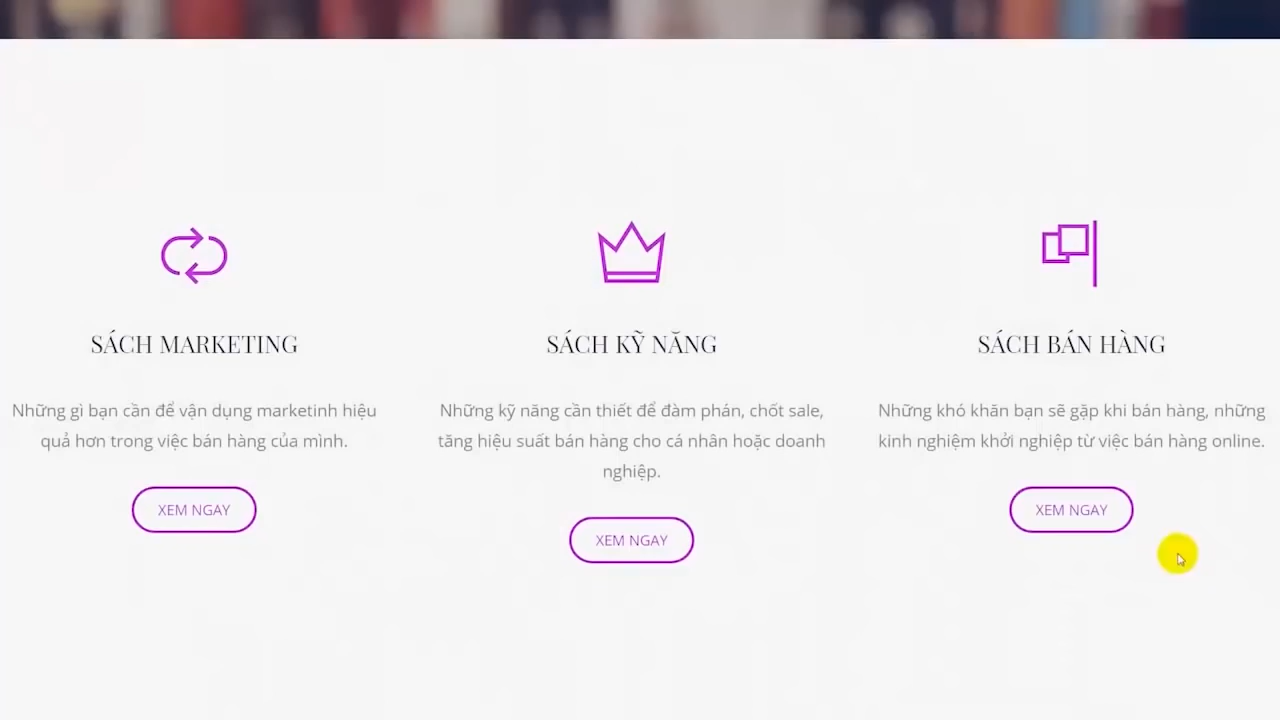 SÁCH MARKETING
Những gì bạn cần để vận dụng marketinh hiệu
quả hơn trong việc bán hàng của mình.
XEM NGAY
SÁCH KỸ NĂNG
Những kỹ năng cần thiết để đàm phán, chốt sale,
tăng hiệu suất bán hàng cho cá nhân hoặc doanh
nghiệp.
XEM NGAY
SÁCH BÁN HÀNG
Những khó khăn bạn sẽ gặp khi bán hàng, những
kinh nghiệm khởi nghiệp từ việc bán hàng online.
XEM NGAY